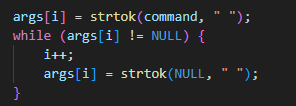 args[i] = strtok(command, " ");
while (args[i] != NULL) {
    i++;
    args[i] = strtok(NULL, " ");
}